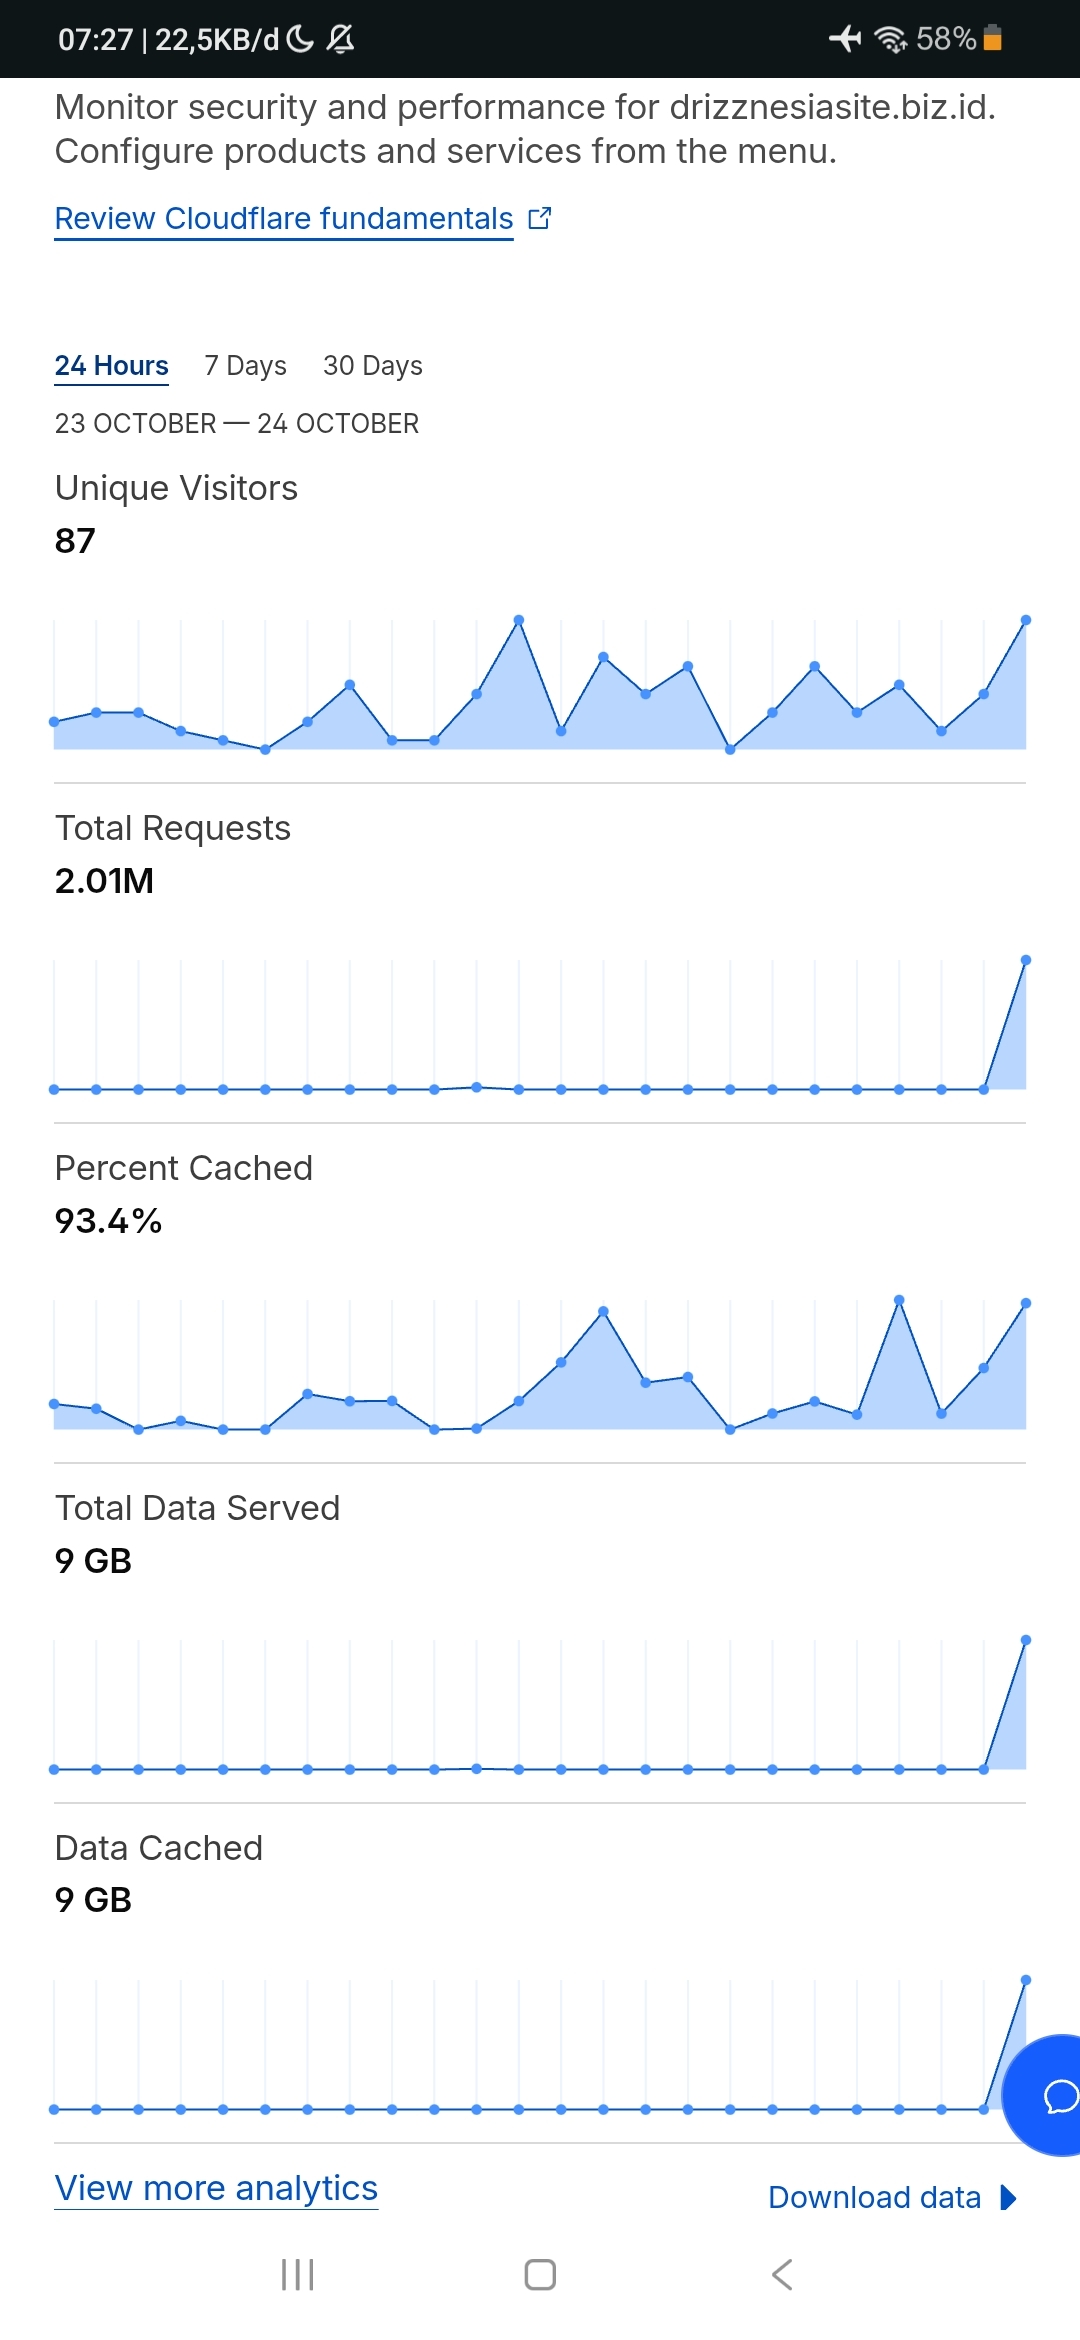 07:27 | 22,5KB/d
58%
Monitor security and performance for drizznesiasite.biz.id.
Configure products and services from the menu.
Review Cloudflare fundamentals
24 Hours 7 Days 30 Days
23 OCTOBER — 24 OCTOBER
Unique Visitors
87
Total Requests
2.01M
Percent Cached
93.4%
Total Data Served
9 GB
Data Cached
9 GB
View more analytics
Download data